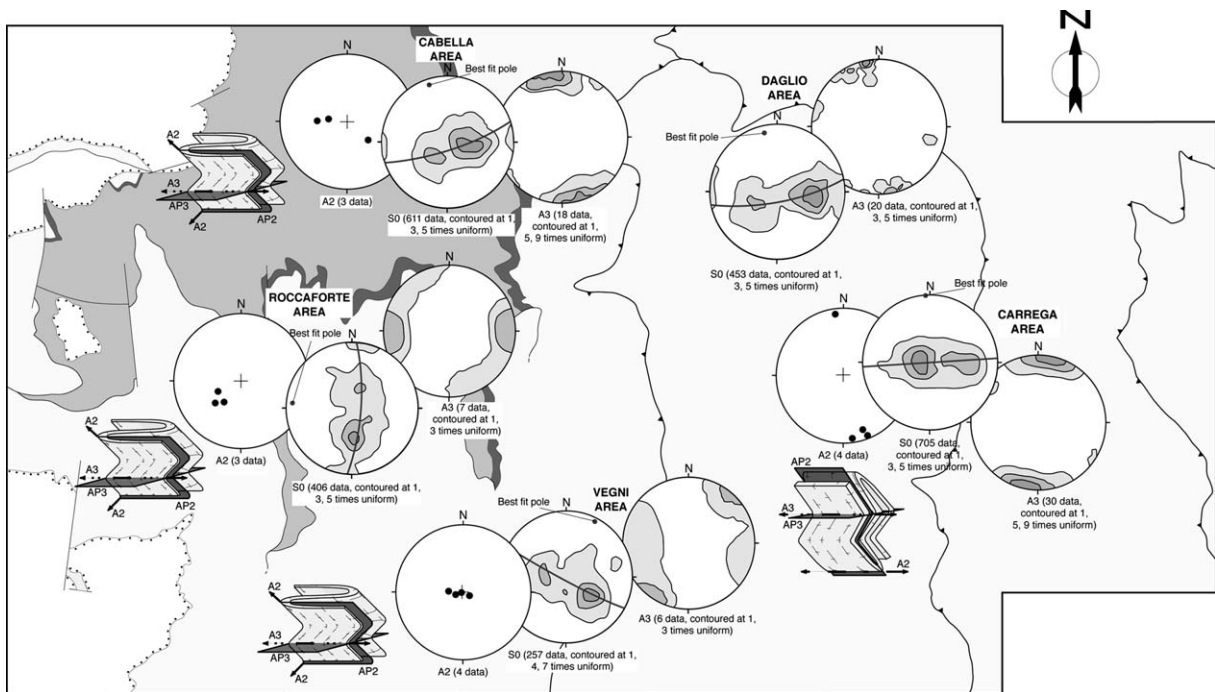 N
CABELLA
AREA
N
Best fit pole
N
N
A2 (3 data)
S0 (611 data, contoured at 1,
3, 5 times uniform)
A3 (18 data,
contoured at 1,
5, 9 times uniform)
A2
A3
AP3
A2
AP2
DAGLIO
AREA
N
Best fit pole
N
A3 (20 data, contoured at 1,
3, 5 times uniform)
S0 (453 data, contoured at 1,
3, 5 times uniform)
N
ROCCAFORTE
AREA
N
Best fit pole
N
N
A2 (3 data)
S0 (406 data, contoured at 1,
3, 5 times uniform)
A3 (7 data,
contoured at 1,
3 times uniform)
A2
A3
AP3
A2
AP2
Best fit pole
N
N
CARREGA
AREA
N
A2 (4 data)
S0 (705 data,
contoured at 1,
3, 5 times uniform)
A3 (30 data,
contoured at 1,
5, 9 times uniform)
AP2
A3
AP3
A2
VEGNI
AREA
N
Best fit pole
N
N
A2 (4 data)
S0 (257 data, contoured at 1,
4, 7 times uniform)
A3 (6 data, contoured at 1,
3 times uniform)
A2
A3
AP3
A2
AP2